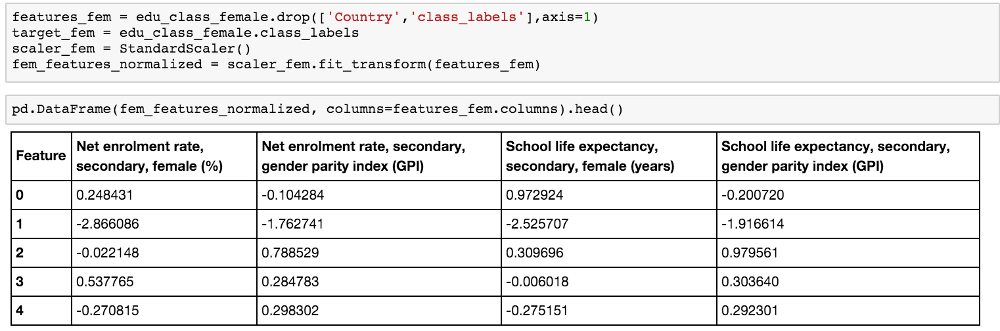 features_fem = edu_class_female.drop(['Country','class_labels'],axis=1)
target_fem = edu_class_female.class_labels
scaler_fem = StandardScaler()
fem_features_normalized = scaler_fem.fit_transform(features_fem)
pd.DataFrame(fem_features_normalized, columns=features_fem.columns).head()
Feature Net enrolment rate, secondary, female (%) Net enrolment rate, secondary, gender parity index (GPI) School life expectancy, secondary, female (years) School life expectancy, secondary, gender parity index (GPI)
0 0.248431 -0.104284 0.972924 -0.200720
1 -2.866086 -1.762741 -2.525707 -1.916614
2 -0.022148 0.788529 0.309696 0.979561
3 0.537765 0.284783 -0.006018 0.303640
4 -0.270815 0.298302 -0.275151 0.292301